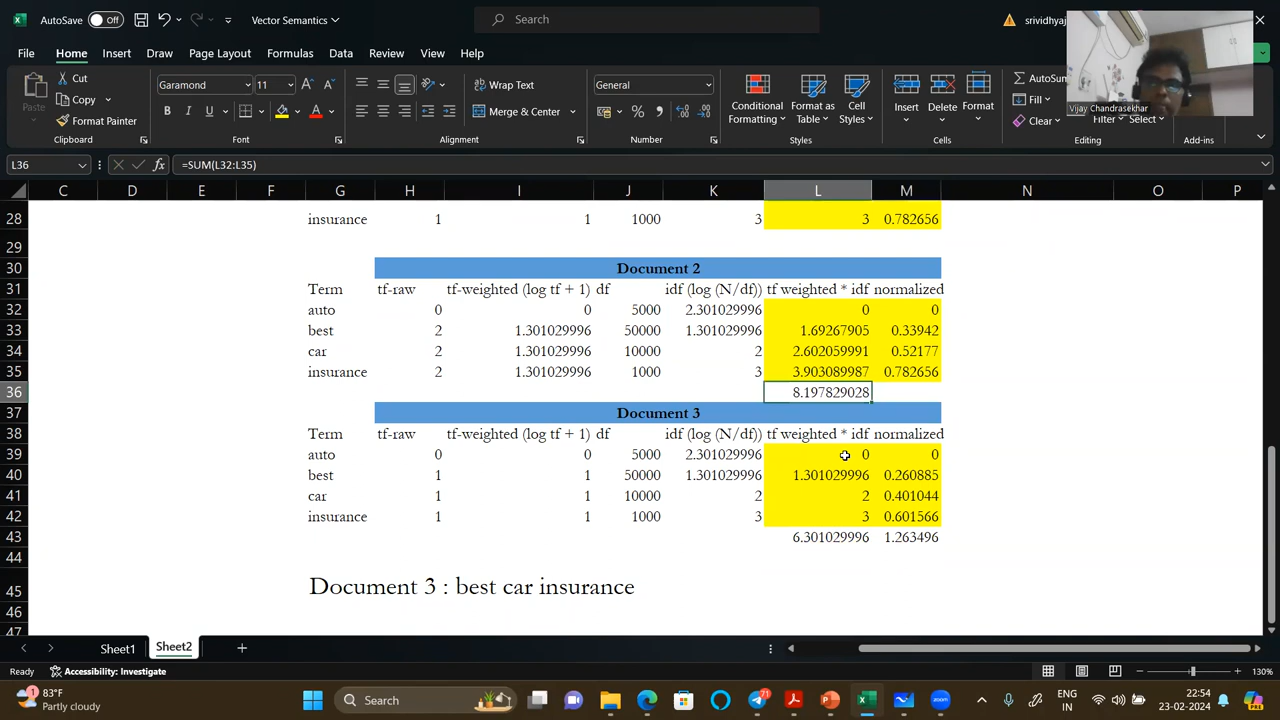 AutoSave Off Vector Semantics Search srividhyaj
File Home Insert Draw Page Layout Formulas Data Review View Help
Paste Cut Copy Format Painter Clipboard
Garamond 11 B I U A Font
Wrap Text Merge & Center Alignment
General % Number
Conditional Formatting Format as Table Cell Styles Styles
Insert Delete Format Cells
AutoSum Fill Clear Filter Select
Add-ins
Vijay Chandrasekhar
L36 fx =SUM(L32:L35)
C D E F G H I J K L M N O P
28 insurance 1 1 1000 3 3 0.782656
29
30 Document 2
31 Term tf-raw tf-weighted (log tf + 1) df idf (log (N/df)) tf weighted * idf normalized
32 auto 0 0 5000 2.301029996 0 0
33 best 2 1.301029996 50000 1.301029996 1.69267905 0.33942
34 car 2 1.301029996 10000 2 2.602059991 0.52177
35 insurance 2 1.301029996 1000 3 3.903089987 0.782656
36 8.197829028
37 Document 3
38 Term tf-raw tf-weighted (log tf + 1) df idf (log (N/df)) tf weighted * idf normalized
39 auto 0 0 5000 2.301029996 0 0
40 best 1 1 50000 1.301029996 1.301029996 0.260885
41 car 1 1 10000 2 2 0.401044
42 insurance 1 1 1000 3 3 0.601566
43 6.301029996 1.263496
44
45 Document 3 : best car insurance
46
47
Sheet1 Sheet2
Ready Accessibility: Investigate 130%
1 83°F Partly cloudy Search 71 ENG IN 22:54 23-02-2024